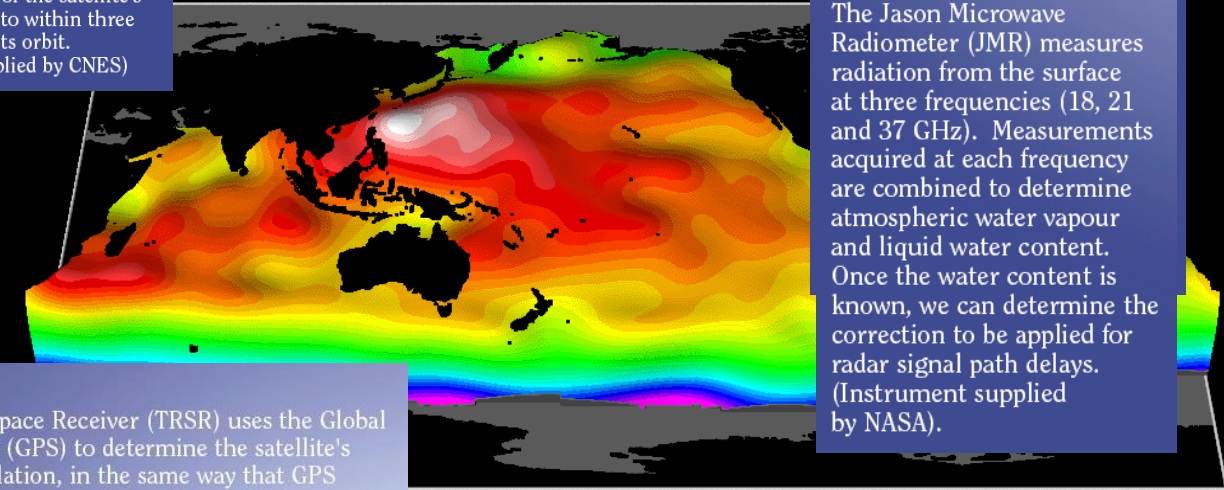 to within three
ts orbit.
plied by CNES)
The Jason Microwave
Radiometer (JMR) measures
radiation from the surface
at three frequencies (18, 21
and 37 GHz). Measurements
acquired at each frequency
are combined to determine
atmospheric water vapour
and liquid water content.
Once the water content is
known, we can determine the
correction to be applied for
radar signal path delays.
(Instrument supplied
by NASA).
pace Receiver (TRSR) uses the Global
(GPS) to determine the satellite's
lation, in the same way that GPS